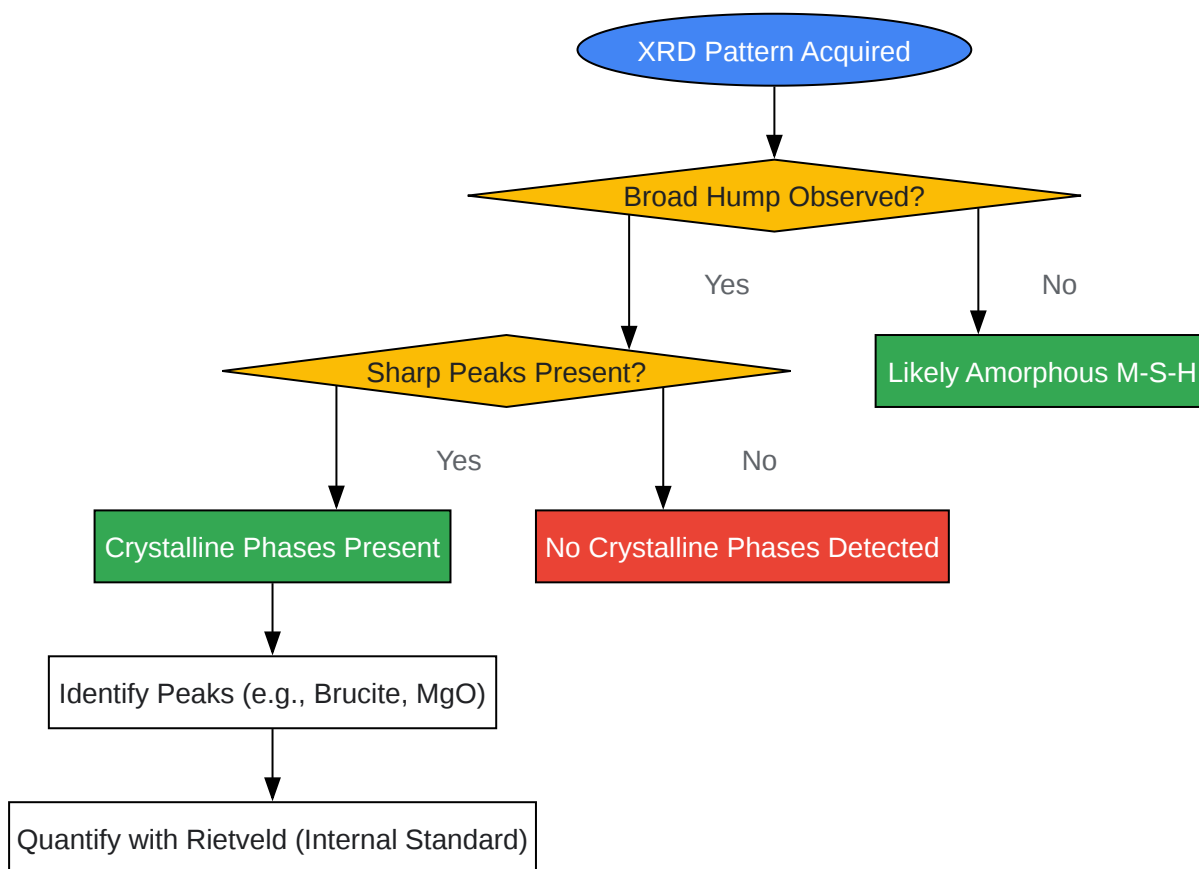 XRD Pattern Acquired
Broad Hump Observed?
Yes
No
Sharp Peaks Present?
Likely Amorphous M-S-H
Yes
No
Crystalline Phases Present
No Crystalline Phases Detected
Identify Peaks (e.g., Brucite, MgO)
Quantify with Rietveld (Internal Standard)